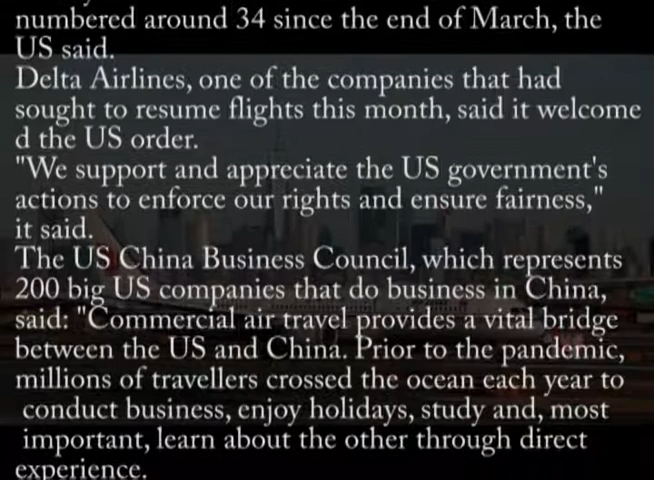 numbered around 34 since the end of March, the
US said.
Delta Airlines, one of the companies that had
sought to resume flights this month, said it welcome
d the US order.
"We support and appreciate the US government's
actions to enforce our rights and ensure fairness,"
it said.
The US China Business Council, which represents
200 big US companies that do business in China,
said: "Commercial air travel provides a vital bridge
between the US and China. Prior to the pandemic,
millions of travellers crossed the ocean each year to
conduct business, enjoy holidays, study and, most
important, learn about the other through direct
experience.